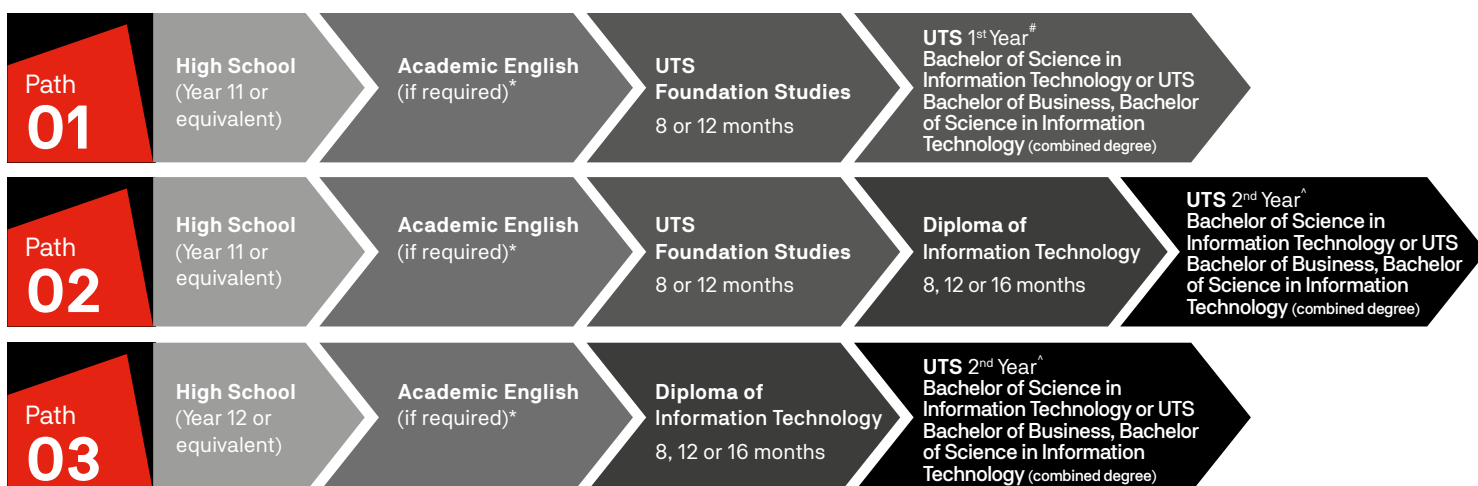 Path
01
High School
(Year 11 or
equivalent)
Academic English
(if required)*
UTS
Foundation Studies
8 or 12 months
UTS 1st Year#
Bachelor of Science in
Information Technology or UTS
Bachelor of Business, Bachelor
of Science in Information
Technology (combined degree)
Path
02
High School
(Year 11 or
equivalent)
Academic English
(if required)*
UTS
Foundation Studies
8 or 12 months
Diploma of
Information Technology
8, 12 or 16 months
UTS 2nd Year^
Bachelor of Science in
Information Technology or UTS
Bachelor of Business, Bachelor
of Science in Information
Technology (combined degree)
Path
03
High School
(Year 12 or
equivalent)
Academic English
(if required)*
Diploma of
Information Technology
8, 12 or 16 months
UTS 2nd Year^
Bachelor of Science in
Information Technology or UTS
Bachelor of Business, Bachelor
of Science in Information
Technology (combined degree)